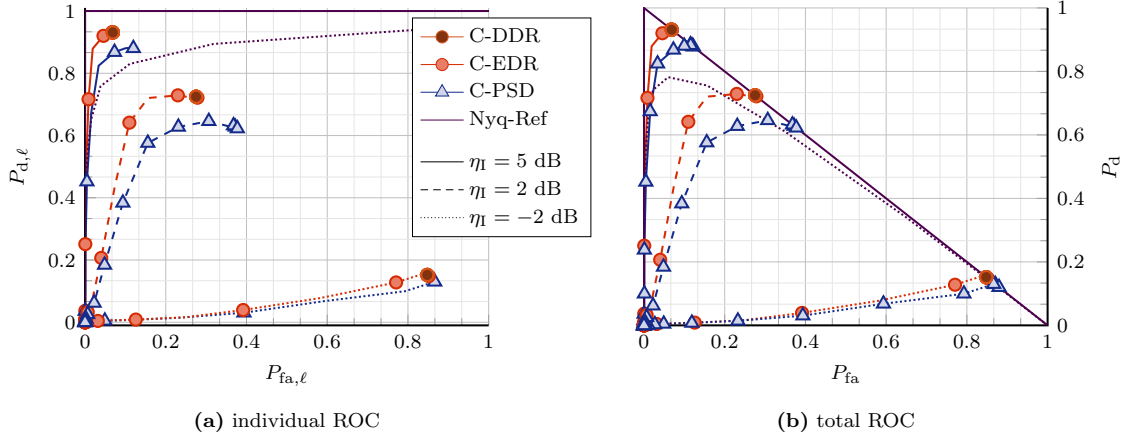 1
0.8
0.6
0.4
0.2
0
0 0.2 0.4 0.6 0.8 1
P_{d,ℓ}
P_{fa,ℓ}
C-DDR
C-EDR
C-PSD
Nyq-Ref
η_I = 5 dB
η_I = 2 dB
η_I = −2 dB
(a) individual ROC
1
0.8
0.6
0.4
0.2
0
0 0.2 0.4 0.6 0.8 1
P_d
P_{fa}
(b) total ROC